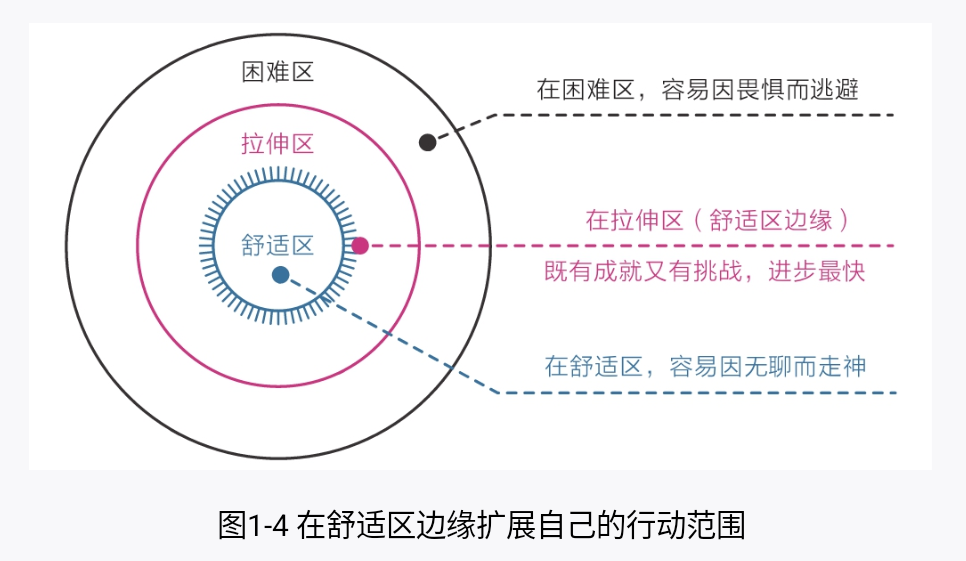 困难区
在困难区，容易因畏惧而逃避
拉伸区
在拉伸区（舒适区边缘）
舒适区
既有成就又有挑战，进步最快
在舒适区，容易因无聊而走神
图1-4 在舒适区边缘扩展自己的行动范围